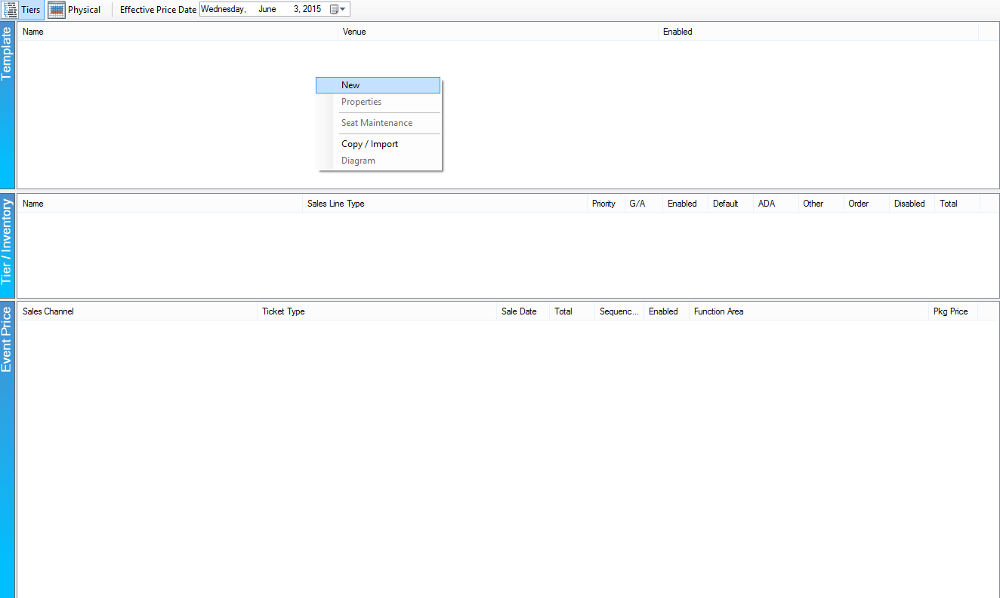 Tiers Physical Effective Price Date Wednesday, June 3, 2015
Template
Name Venue Enabled
New
Properties
Seat Maintenance
Copy / Import
Diagram
Tier / Inventory
Name Sales Line Type Priority G/A Enabled Default ADA Other Order Disabled Total
Event Price
Sales Channel Ticket Type Sale Date Total Sequenc... Enabled Function Area Pkg Price